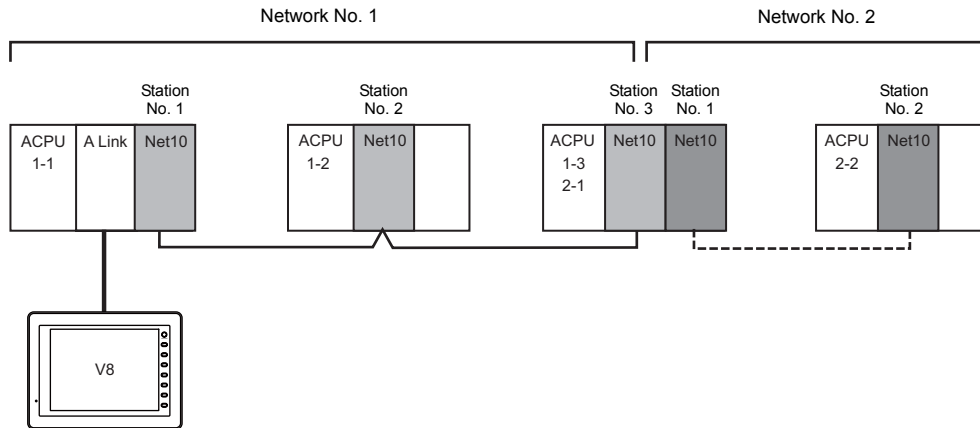 Network No. 1
Network No. 2
Station
No. 1
Station
No. 2
Station
No. 3
Station
No. 1
Station
No. 2
ACPU
1-1
A Link
Net10
ACPU
1-2
Net10
ACPU
1-3
2-1
Net10
Net10
ACPU
2-2
Net10
V8